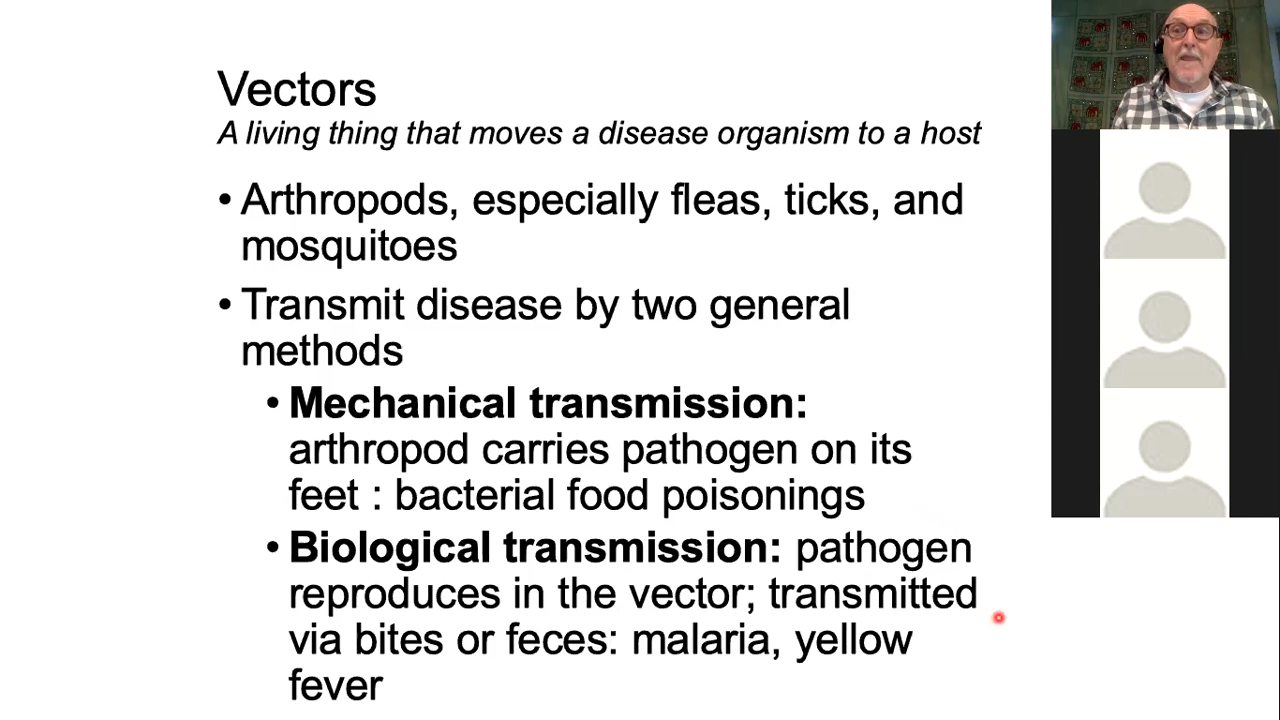 Vectors
A living thing that moves a disease organism to a host
• Arthropods, especially fleas, ticks, and
mosquitoes
• Transmit disease by two general
methods
• Mechanical transmission:
arthropod carries pathogen on its
feet : bacterial food poisonings
• Biological transmission: pathogen
reproduces in the vector; transmitted
via bites or feces: malaria, yellow
fever